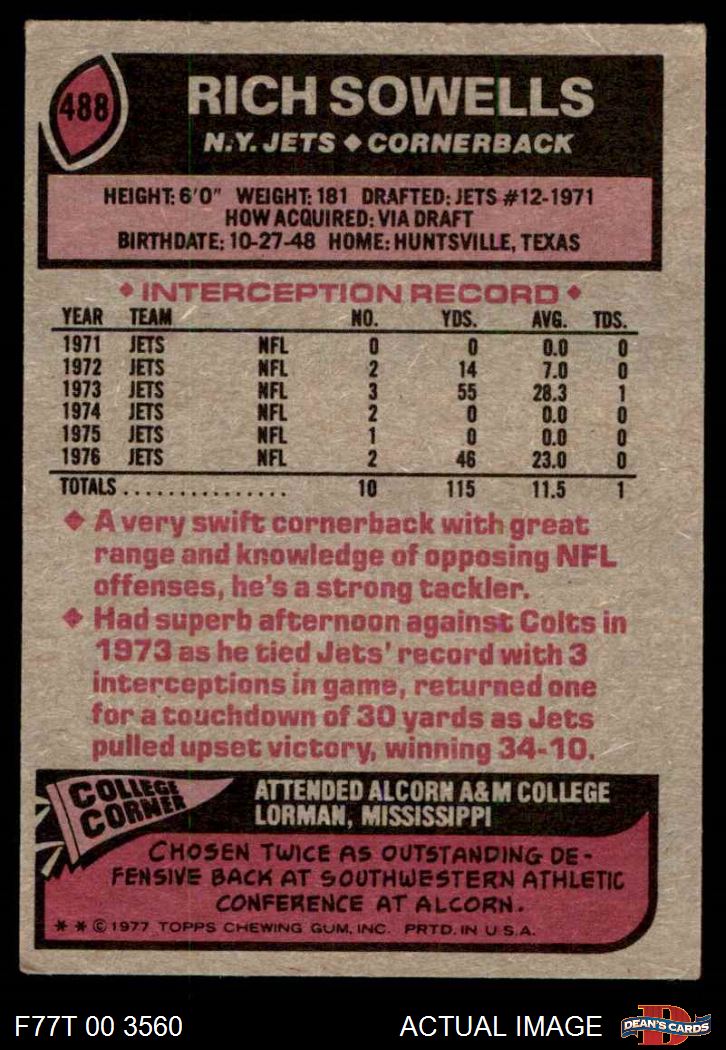 488
RICH SOWELLS
N.Y. JETS ◆ CORNERBACK
HEIGHT: 6'0" WEIGHT: 181 DRAFTED: JETS #12-1971
HOW ACQUIRED: VIA DRAFT
BIRTHDATE: 10-27-48 HOME: HUNTSVILLE, TEXAS
◆ INTERCEPTION RECORD ◆
YEAR TEAM NO. YDS. AVG. TDS.
1971 JETS NFL 0 0 0.0 0
1972 JETS NFL 2 14 7.0 0
1973 JETS NFL 3 55 28.3 1
1974 JETS NFL 2 0 0.0 0
1975 JETS NFL 1 0 0.0 0
1976 JETS NFL 2 46 23.0 0
TOTALS............... 10 115 11.5 1
◆ A very swift cornerback with great
range and knowledge of opposing NFL
offenses, he's a strong tackler.
◆ Had superb afternoon against Colts in
1973 as he tied Jets' record with 3
interceptions in game, returned one
for a touchdown of 30 yards as Jets
pulled upset victory, winning 34-10.
COLLEGE
CORNER
ATTENDED ALCORN A&M COLLEGE
LORMAN, MISSISSIPPI
CHOSEN TWICE AS OUTSTANDING DE-
FENSIVE BACK AT SOUTHWESTERN ATHLETIC
CONFERENCE AT ALCORN.
* * © 1977 TOPPS CHEWING GUM, INC. PRTD. IN U.S.A.
F77T 00 3560 ACTUAL IMAGE
D
DEAN'S CARDS